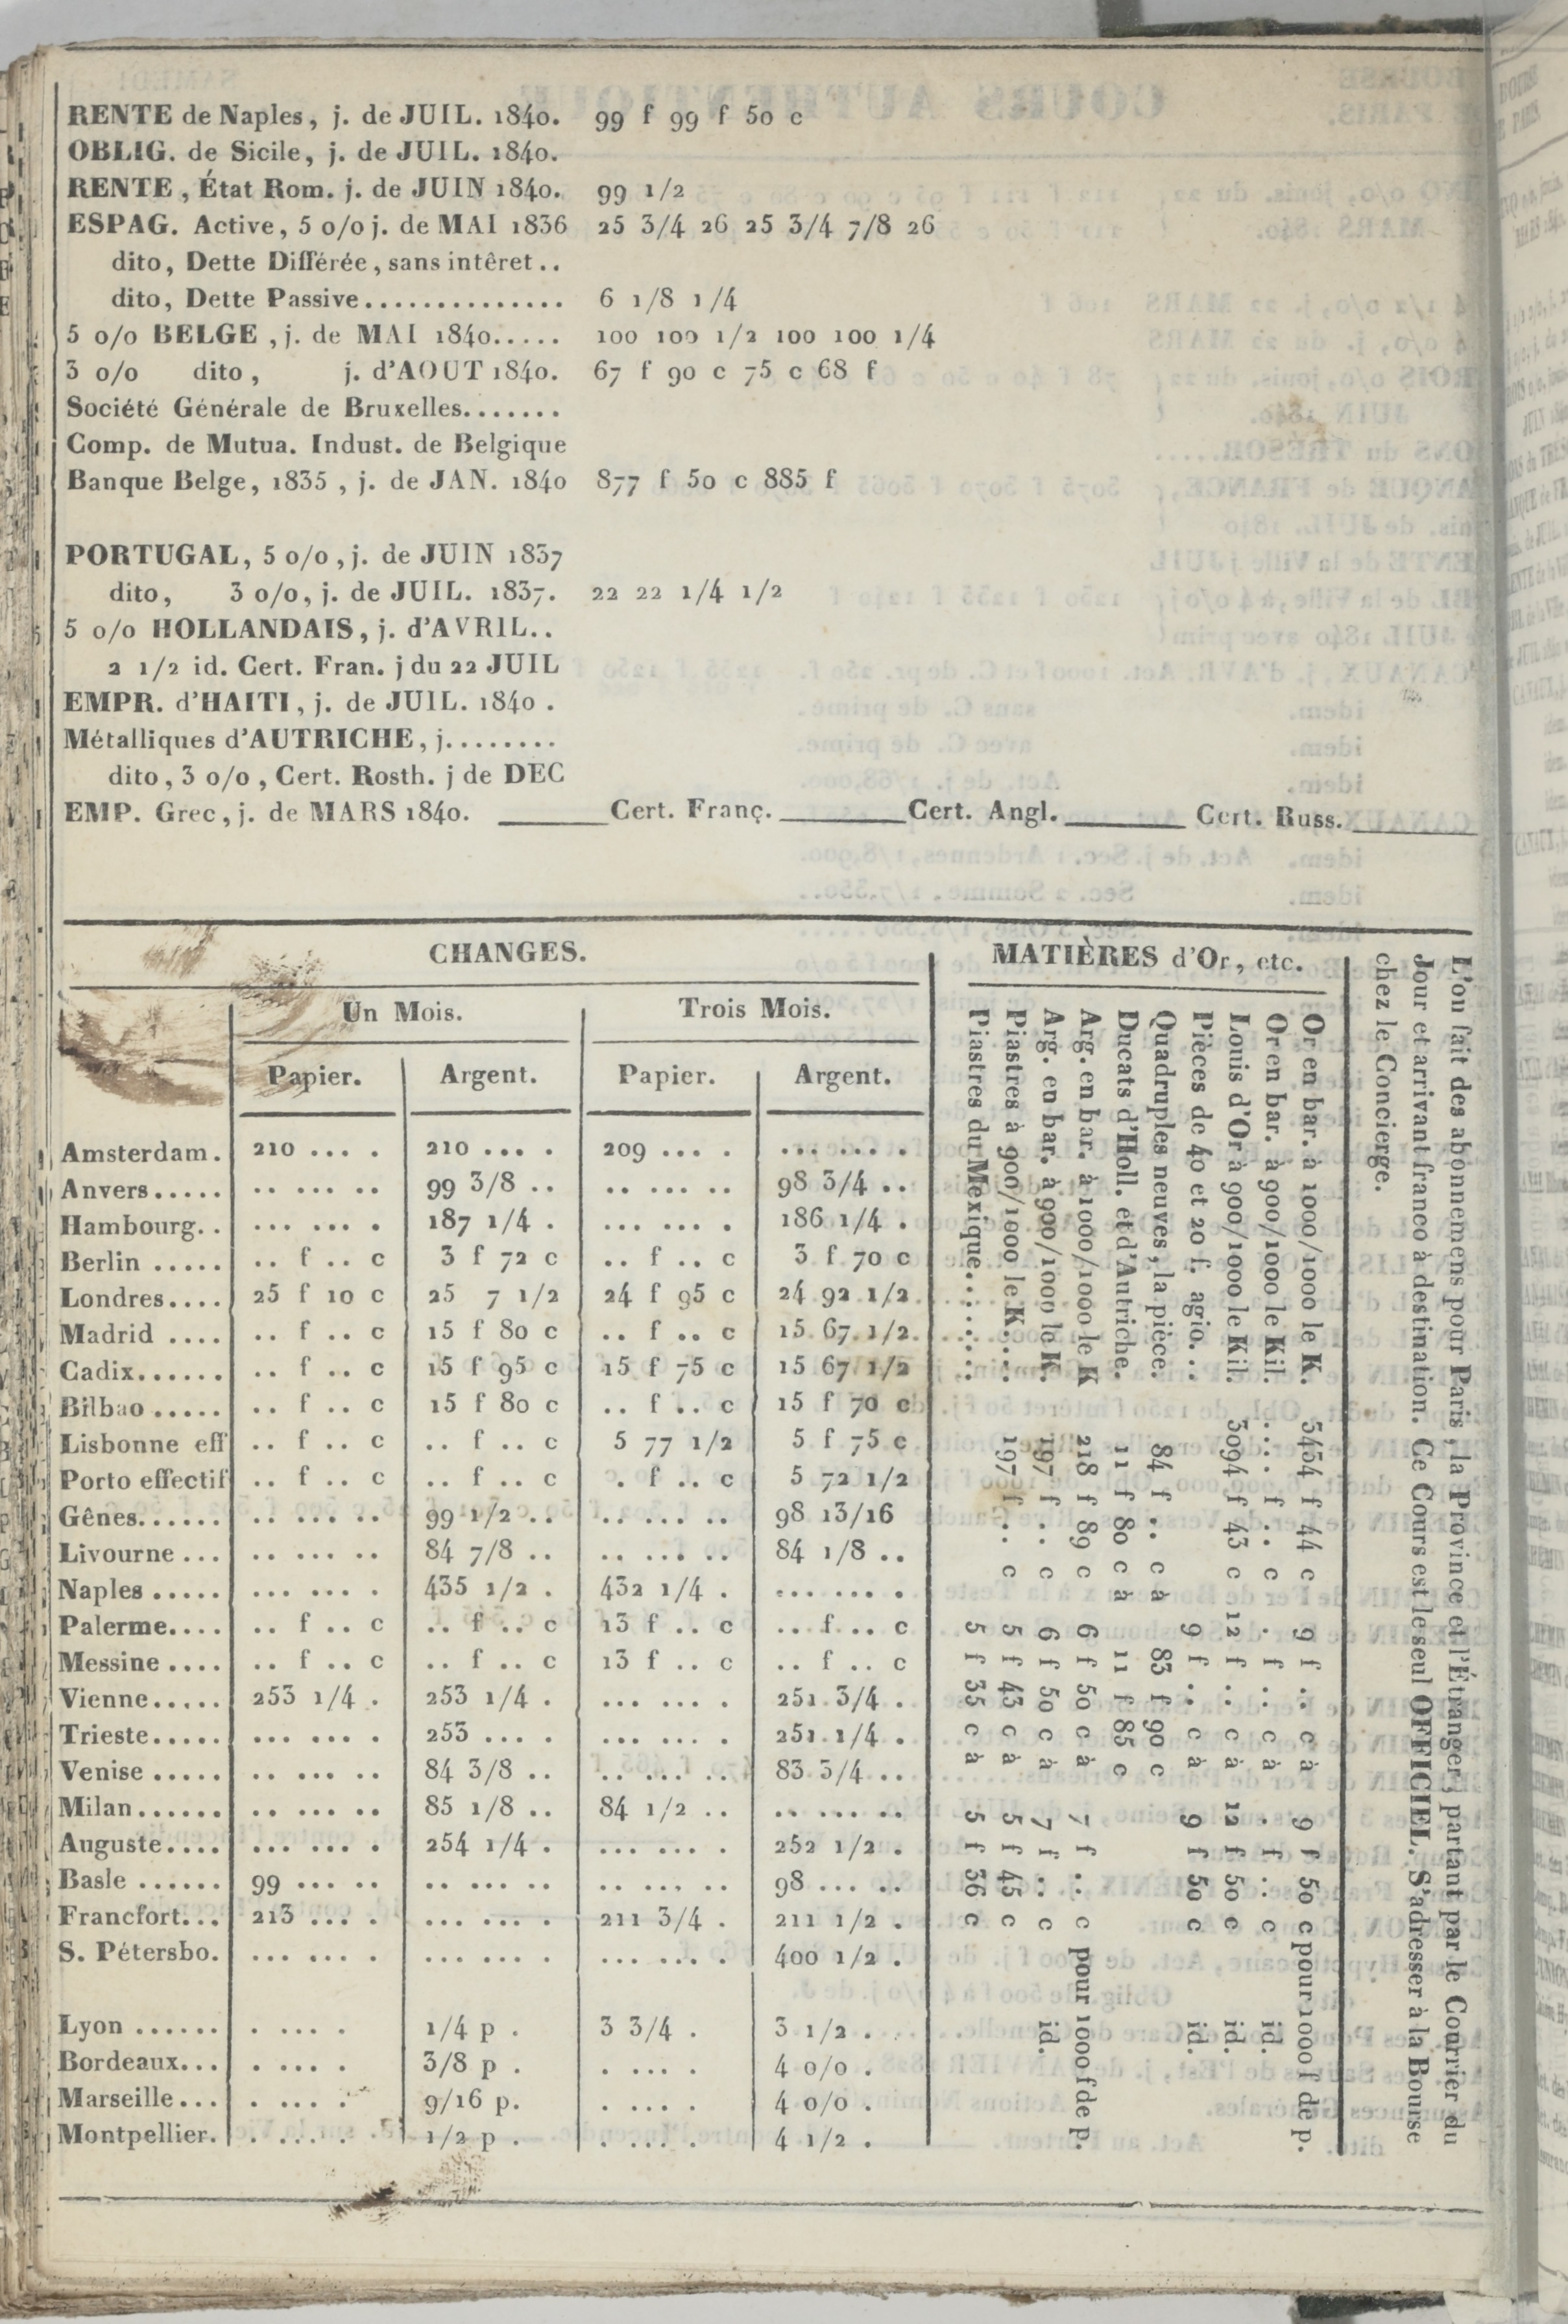 RENTE de Naples, j. de JUIL. 1840. 99 f 99 f 50 c
OBLIG. de Sicile, j. de JUIL. 1840.
RENTE, État Rom. j. de JUIN 1840. 99 1/2
ESPAG. Active, 5 o/o j. de MAI 1836 25 3/4 26 25 3/4 7/8 26
dito, Dette Différée, sans intêret..
dito, Dette Passive.............. 6 1/8 1/4
5 o/o BELGE, j. de MAI 1840..... 100 100 1/2 100 100 1/4
3 o/o dito, j. d'AOUT 1840. 67 f 90 c 75 c 68 f
Société Générale de Bruxelles.......
Comp. de Mutua. Indust. de Belgique
Banque Belge, 1835, j. de JAN. 1840 877 f 50 c 885 f
PORTUGAL, 5 o/o, j. de JUIN 1837
dito, 3 o/o, j. de JUIL. 1837. 22 22 1/4 1/2
5 o/o HOLLANDAIS, j. d'AVRIL..
2 1/2 id. Cert. Fran. j du 22 JUIL
EMPR. d'HAITI, j. de JUIL. 1840.
Métalliques d'AUTRICHE, j........
dito, 3 o/o, Cert. Rosth. j de DEC
EMP. Grec, j. de MARS 1840. ______ Cert. Franç. ______ Cert. Angl. ______ Cert. Russ. ______
CHANGES.
Un Mois. Trois Mois.
Papier. Argent. Papier. Argent.
Amsterdam. 210 .... 210 .... 209 .... .......
Anvers..... ....... 99 3/8 .. ....... 98 3/4 ..
Hambourg.. ....... 187 1/4 . ....... 186 1/4 .
Berlin ..... .. f .. c 3 f 72 c .. f .. c 3 f 70 c
Londres.... 25 f 10 c 25 7 1/2 24 f 95 c 24 92 1/2
Madrid .... .. f .. c 15 f 80 c .. f .. c 15 67 1/2
Cadix...... .. f .. c 15 f 95 c 15 f 75 c 15 67 1/2
Bilbao ..... .. f .. c 15 f 80 c .. f .. c 15 f 70 c
Lisbonne eff .. f .. c .. f .. c 5 77 1/2 5 f 75 c
Porto effectif .. f .. c .. f .. c . f .. c 5 72 1/2
Gênes...... ....... 99 1/2 .. ....... 98 13/16
Livourne ... ....... 84 7/8 .. ....... 84 1/8 ..
Naples ..... ....... 435 1/2 . 432 1/4 . .......
Palerme.... .. f .. c .. f .. c 13 f .. c .. f .. c
Messine .... .. f .. c .. f .. c 13 f .. c .. f .. c
Vienne..... 253 1/4 . 253 1/4 . ....... 251 3/4 .
Trieste..... ....... 253 .... ....... 251 1/4 .
Venise ..... ....... 84 3/8 .. ....... 83 3/4 ..
Milan...... ....... 85 1/8 .. 84 1/2 .. .......
Auguste.... ....... 254 1/4 . ....... 252 1/2 .
Basle ...... 99 ..... ....... ....... 98 .....
Francfort... 213 .... ....... 211 3/4 . 211 1/2 .
S. Pétersbo. ....... ....... ....... 400 1/2 .
Lyon ...... ..... 1/4 p . 3 3/4 . 3 1/2 .
Bordeaux... ..... 3/8 p . ..... 4 o/o .
Marseille... ..... 9/16 p. ..... 4 o/o .
Montpellier. ..... 1/2 p . ..... 4 1/2 .
MATIÈRES d'Or, etc.
Or en bar. à 1000/1000 le K. 3434 f 44 c 9 f .. c à 9 f 50 c pour 1000 f de p.
Or en bar. à 900/1000 le Kil. .... f .. c . f .. c à . f .. c id.
Louis d'Or à 900/1000 le Kil. 3094 f 43 c 12 f .. c à 12 f 50 c id.
Pièces de 40 et 20 f. agio... 9 f .. c à 9 f 50 c id.
Quadruples neuves, la pièce. 84 f .. c à 83 f 90 c
Ducats d'Holl. et d'Autriche. 11 f 80 c à 11 f 85 c
Arg. en bar. à 1000/1000 le K 218 f 89 c 6 f 50 c à 7 f .. c pour 1000 f de p.
Arg. en bar. à 900/1000 le K. 197 f .. c 6 f 50 c à 7 f .. c id.
Piastres à 900/1000 le K.... 197 f .. c 5 f 43 c à 5 f 45 c
Piastres du Mexique....... 5 f 35 c à 5 f 36 c
L'on fait des abonnemens pour Paris, la Province et l'Étranger; partant par le Courrier du
Jour et arrivant franco à destination. Ce Cours est le seul OFFICIEL. S'adresser à la Bourse
chez le Concierge.